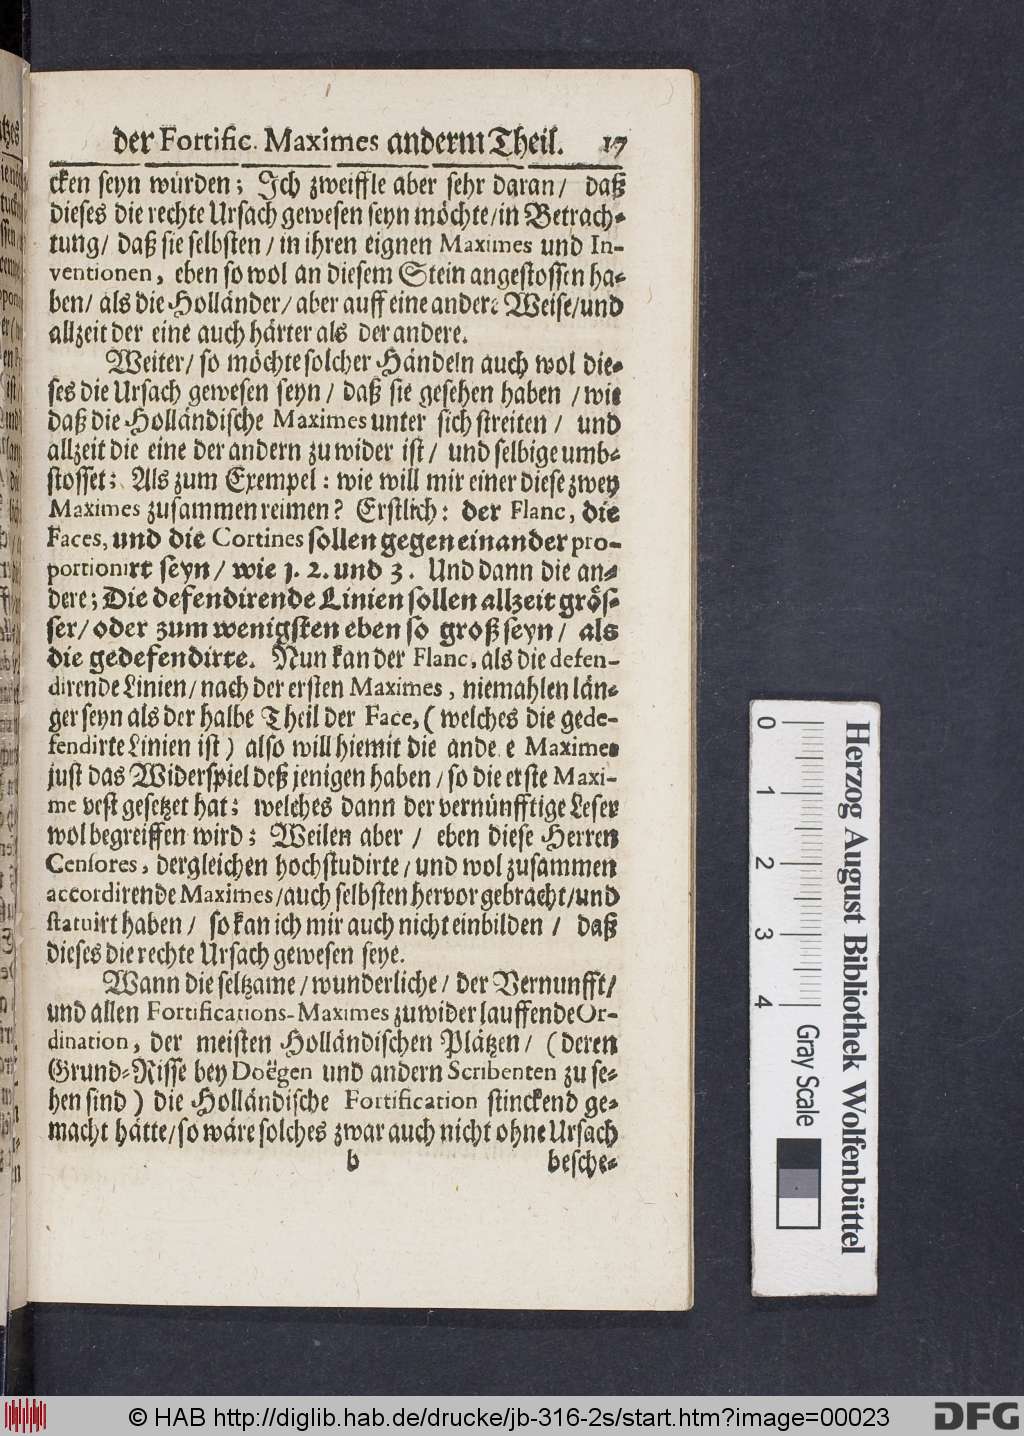 der Fortific. Maximes anderm Theil. 17
cken seyn würden; Ich zweiffle aber sehr daran/ daß
dieses die rechte Ursach gewesen seyn möchte/in Betrach-
tung/ daß sie selbsten/ in ihren eignen Maximes und In-
ventionen, eben so wol an diesem Stein angestossen ha-
ben/ als die Holländer/ aber auff eine andere Weise/und
allzeit der eine auch härter als der andere.
Weiter/ so möchte solcher Händeln auch wol die-
ses die Ursach gewesen seyn/ daß sie gesehen haben /wie
daß die Holländische Maximes unter sich streiten/ und
allzeit die eine der andern zu wider ist/ und selbige umb-
stosset; Als zum Exempel: wie will mir einer diese zwey
Maximes zusammen reimen? Erstlich: der Flanc, die
Faces, und die Cortines sollen gegen einander pro-
portionirt seyn/ wie 1. 2. und 3. Und dann die an-
dere; Die defendirende Linien sollen allzeit grös-
ser/ oder zum wenigsten eben so groß seyn/ als
die gedefendirte. Nun kan der Flanc, als die defen-
dirende Linien/ nach der ersten Maximes, niemahlen län-
ger seyn als der halbe Theil der Face, (welches die gede-
fendirte Linien ist) also will hiemit die ande e Maximes
just das Widerspiel deß jenigen haben/ so die erste Maxi-
me vest gesetzet hat; welches dann der vernünfftige Leser
wol begreiffen wird; Weilen aber / eben diese Herren
Censores, dergleichen hochstudirte/ und wol zusammen
accordirende Maximes/auch selbsten hervor gebracht/und
statuirt haben/ so kan ich mir auch nicht einbilden / daß
dieses die rechte Ursach gewesen seye.
Wann die seltzame/ wunderliche/ der Vernunfft/
und allen Fortifications-Maximes zuwider lauffende Or-
dination, der meisten Holländischen Plätzen/ (deren
Grund-Risse bey Doëgen und andern Scribenten zu se-
hen sind) die Holländische Fortification stinckend ge-
macht hätte/so wäre solches zwar auch nicht ohne Ursach
b besche-
0 1 2 3 4 Gray Scale
Herzog August Bibliothek Wolfenbüttel
© HAB http://diglib.hab.de/drucke/jb-316-2s/start.htm?image=00023
DFG